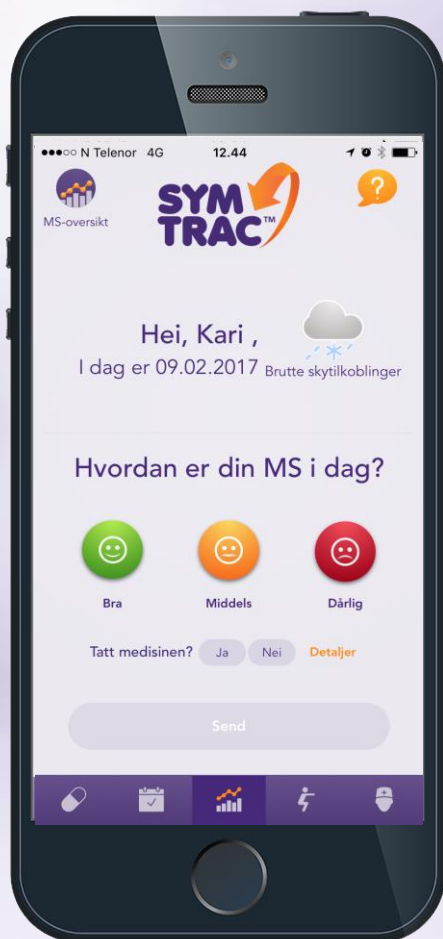 N Telenor 4G 12.44
MS-oversikt
SYM
TRAC™
?
Hei, Kari ,
I dag er 09.02.2017
Brutte skytilkoblinger
Hvordan er din MS i dag?
Bra Middels Dårlig
Tatt medisinen? Ja Nei Detaljer
Send